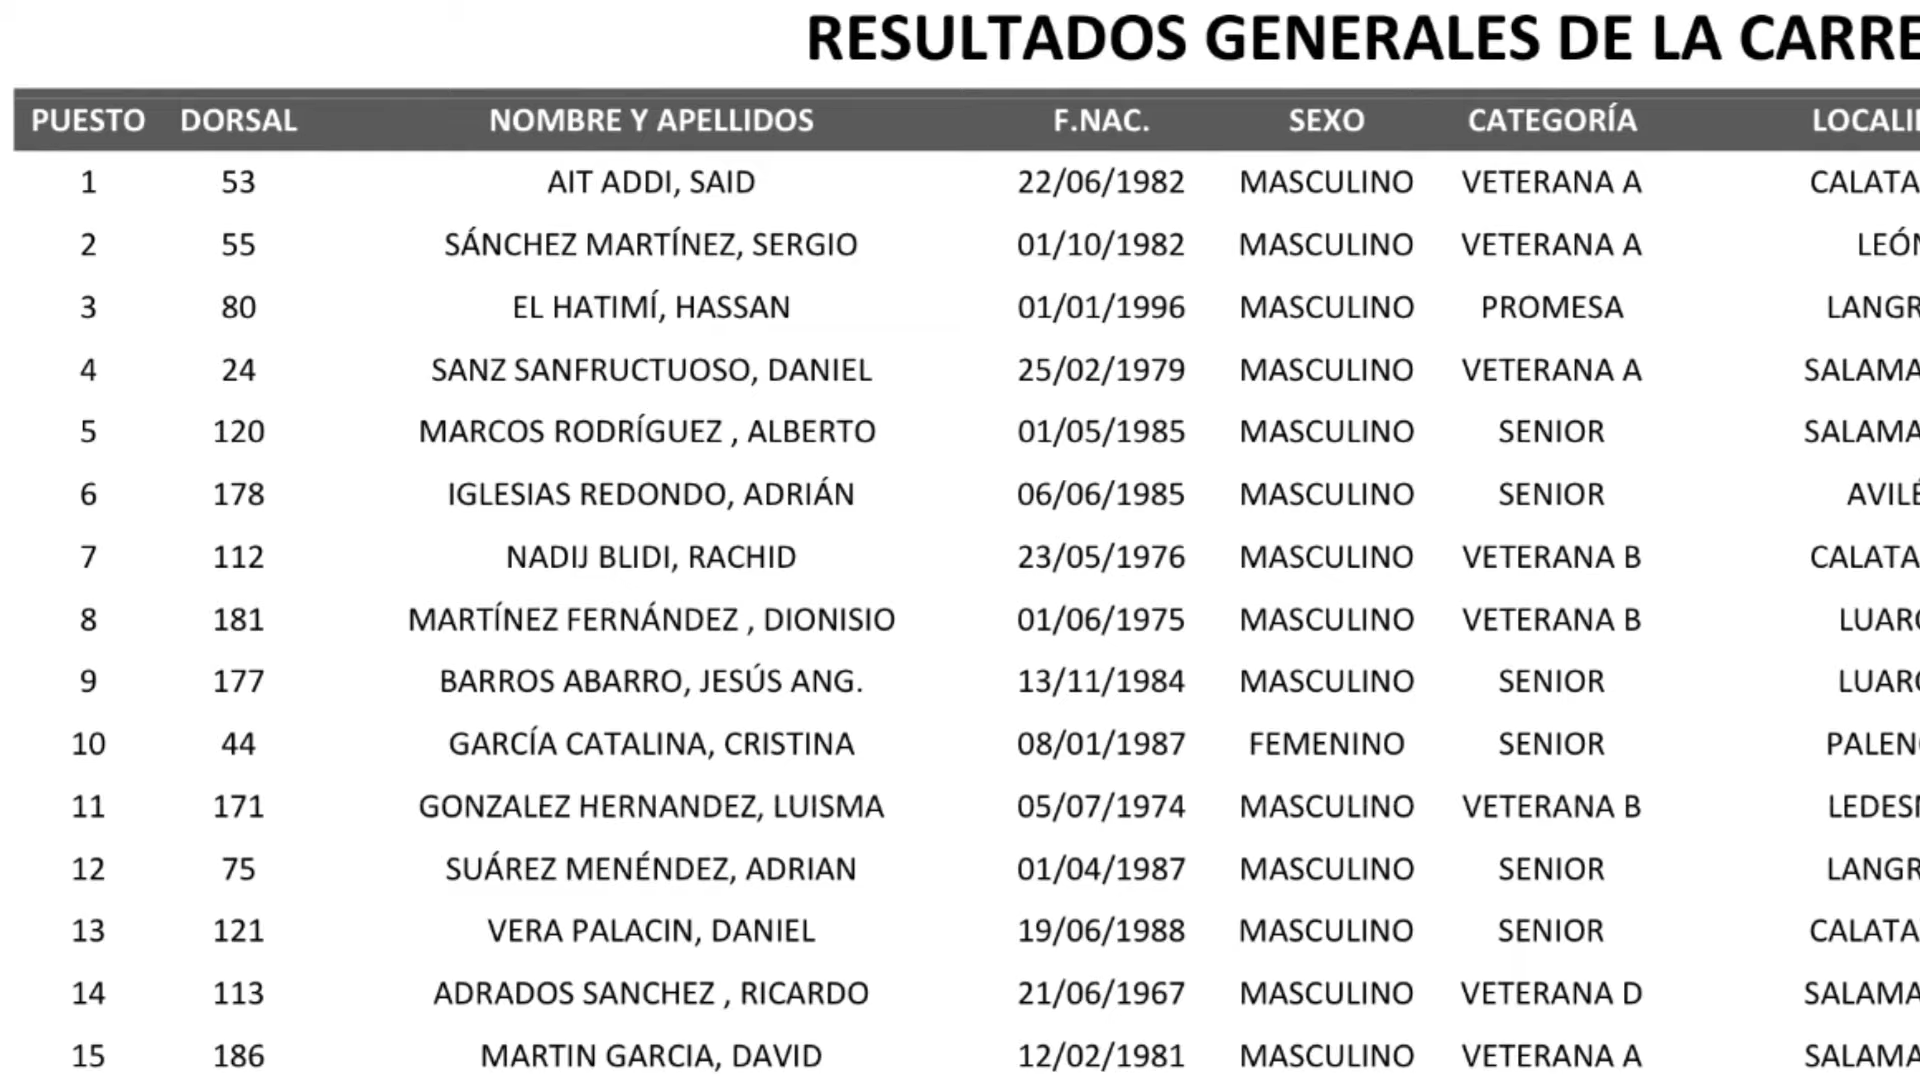 RESULTADOS GENERALES DE LA CARRE
PUESTO DORSAL NOMBRE Y APELLIDOS F.NAC. SEXO CATEGORÍA LOCALI
1 53 AIT ADDI, SAID 22/06/1982 MASCULINO VETERANA A CALATA
2 55 SÁNCHEZ MARTÍNEZ, SERGIO 01/10/1982 MASCULINO VETERANA A LEÓN
3 80 EL HATIMÍ, HASSAN 01/01/1996 MASCULINO PROMESA LANGR
4 24 SANZ SANFRUCTUOSO, DANIEL 25/02/1979 MASCULINO VETERANA A SALAMA
5 120 MARCOS RODRÍGUEZ , ALBERTO 01/05/1985 MASCULINO SENIOR SALAMA
6 178 IGLESIAS REDONDO, ADRIÁN 06/06/1985 MASCULINO SENIOR AVILÉ
7 112 NADIJ BLIDI, RACHID 23/05/1976 MASCULINO VETERANA B CALATA
8 181 MARTÍNEZ FERNÁNDEZ , DIONISIO 01/06/1975 MASCULINO VETERANA B LUARC
9 177 BARROS ABARRO, JESÚS ANG. 13/11/1984 MASCULINO SENIOR LUARC
10 44 GARCÍA CATALINA, CRISTINA 08/01/1987 FEMENINO SENIOR PALENC
11 171 GONZALEZ HERNANDEZ, LUISMA 05/07/1974 MASCULINO VETERANA B LEDESM
12 75 SUÁREZ MENÉNDEZ, ADRIAN 01/04/1987 MASCULINO SENIOR LANGR
13 121 VERA PALACIN, DANIEL 19/06/1988 MASCULINO SENIOR CALATA
14 113 ADRADOS SANCHEZ , RICARDO 21/06/1967 MASCULINO VETERANA D SALAMA
15 186 MARTIN GARCIA, DAVID 12/02/1981 MASCULINO VETERANA A SALAMA